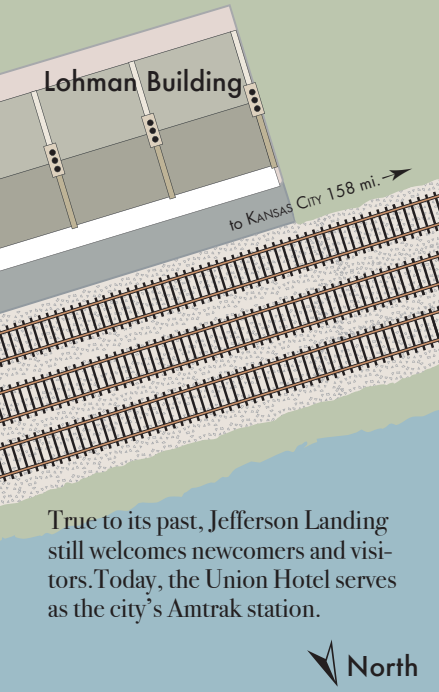 Lohman Building
to KANSAS CITY 158 mi.
True to its past, Jefferson Landing
still welcomes newcomers and visi-
tors.Today, the Union Hotel serves
as the city's Amtrak station.
North